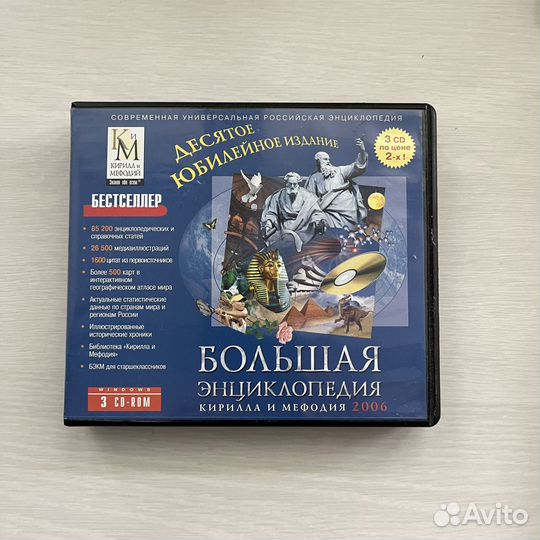 СОВРЕМЕННАЯ УНИВЕРСАЛЬНАЯ РОССИЙСКАЯ ЭНЦИКЛОПЕДИЯ
К И М
КИРИЛЛ и МЕФОДИЙ
Знания обо всем™
ДЕСЯТОЕ
ЮБИЛЕЙНОЕ ИЗДАНИЕ
3 CD
по цене
2-х!
БЕСТСЕЛЛЕР
• 85 200 энциклопедических и
справочных статей
• 26 500 медиаиллюстраций
• 1600 цитат из первоисточников
• Более 500 карт в
интерактивном
географическом атласе мира
• Актуальные статистические
данные по странам мира и
регионам России
• Иллюстрированные
исторические хроники
• Библиотека «Кирилла и
Мефодия»
• БЭКМ для старшеклассников
WINDOWS
3 CD-ROM
БОЛЬШАЯ
ЭНЦИКЛОПЕДИЯ
КИРИЛЛА И МЕФОДИЯ 2006
Avito